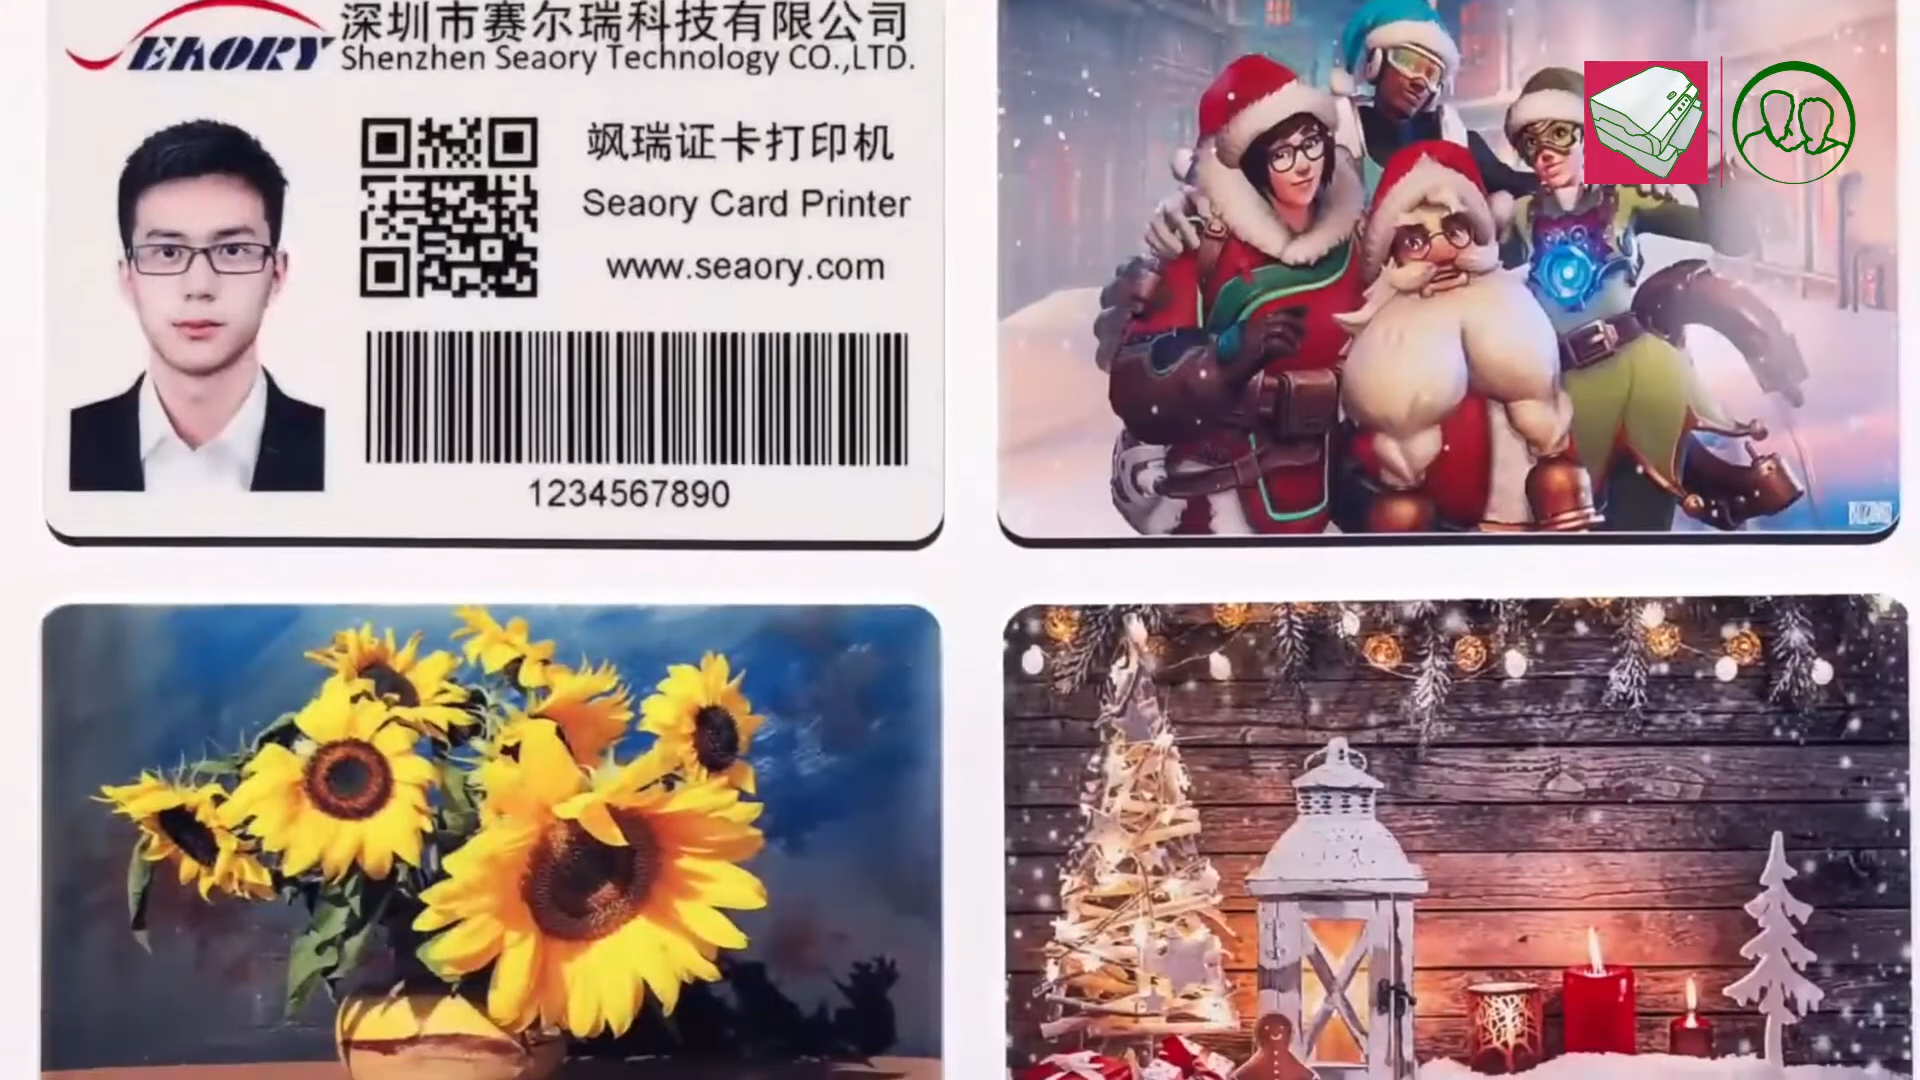 SEAORY
深圳市赛尔瑞科技有限公司
Shenzhen Seaory Technology CO.,LTD.
飒瑞证卡打印机
Seaory Card Printer
www.seaory.com
1234567890
BLIZZARD